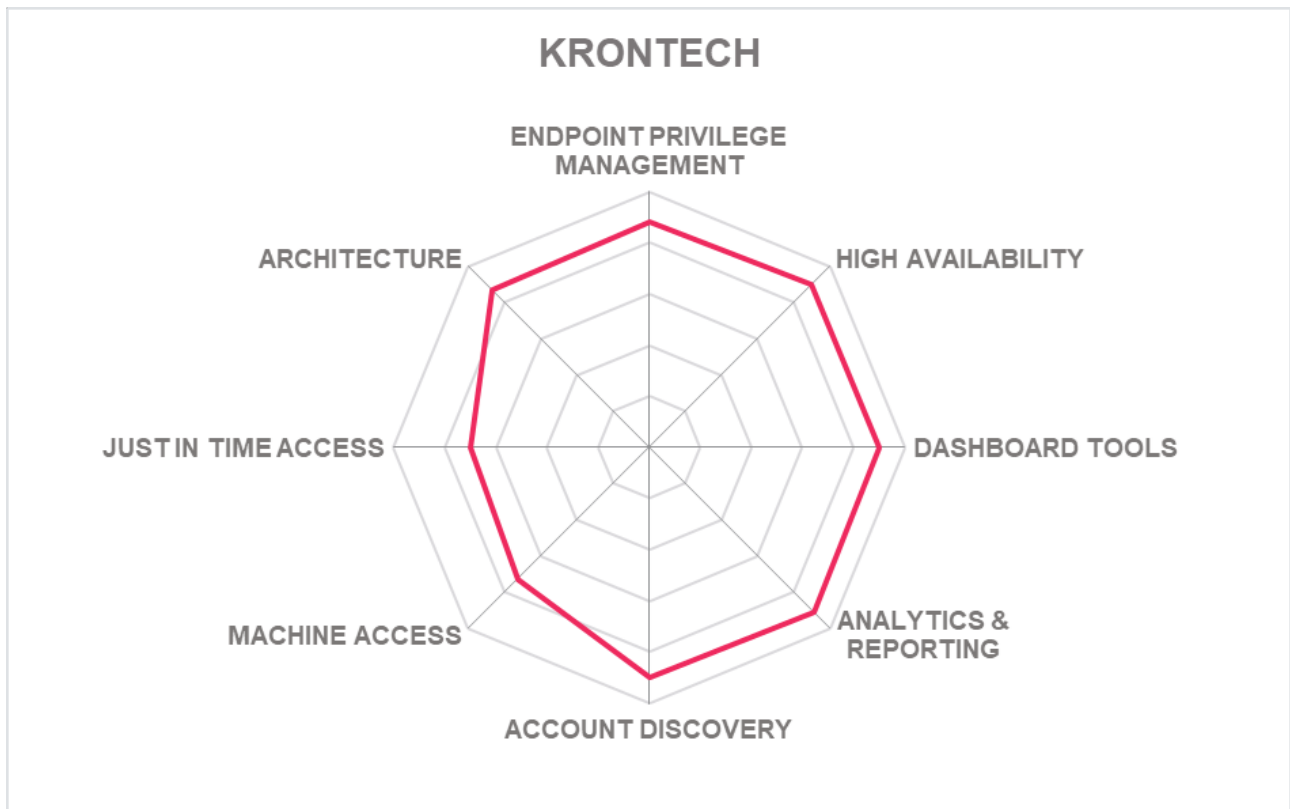 KRONTECH
ENDPOINT PRIVILEGE
MANAGEMENT
ARCHITECTURE
HIGH AVAILABILITY
JUST IN TIME ACCESS
DASHBOARD TOOLS
MACHINE ACCESS
ANALYTICS &
REPORTING
ACCOUNT DISCOVERY